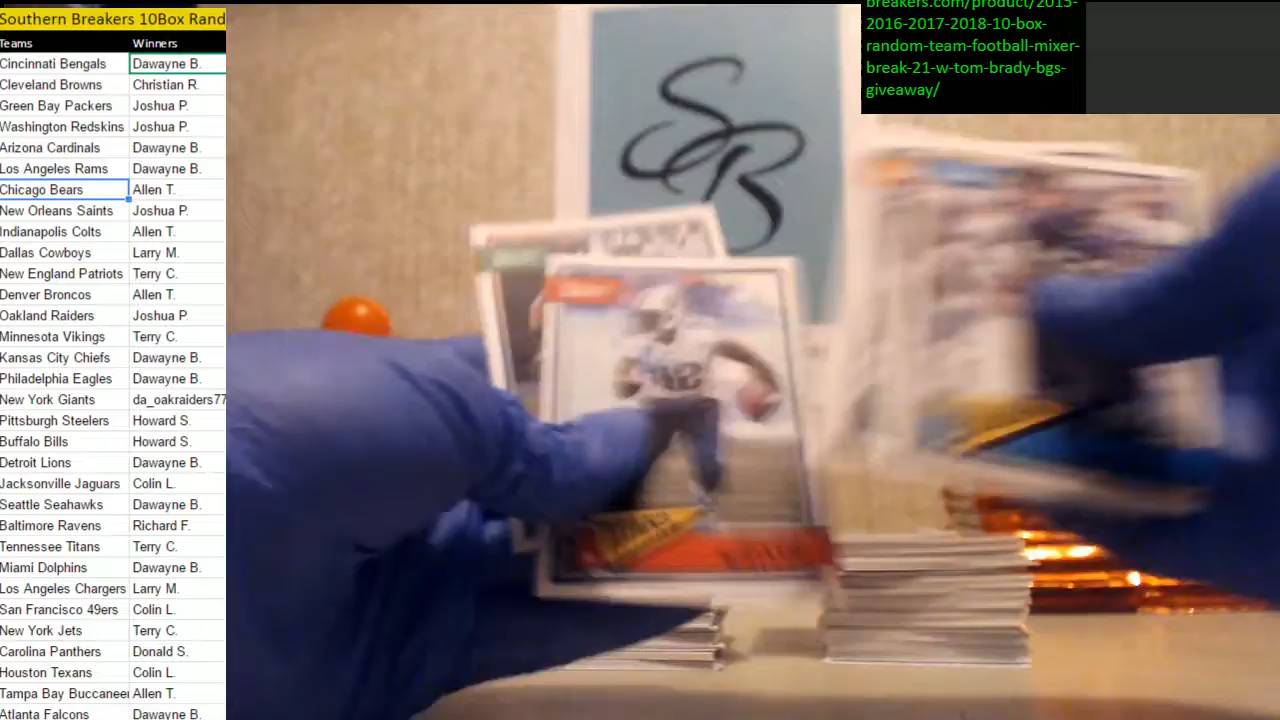 Southern Breakers 10Box Rand
Teams Winners
Cincinnati Bengals Dawayne B.
Cleveland Browns Christian R.
Green Bay Packers Joshua P.
Washington Redskins Joshua P.
Arizona Cardinals Dawayne B.
Los Angeles Rams Dawayne B.
Chicago Bears Allen T.
New Orleans Saints Joshua P.
Indianapolis Colts Allen T.
Dallas Cowboys Larry M.
New England Patriots Terry C.
Denver Broncos Allen T.
Oakland Raiders Joshua P.
Minnesota Vikings Terry C.
Kansas City Chiefs Dawayne B.
Philadelphia Eagles Dawayne B.
New York Giants da_oakraiders77
Pittsburgh Steelers Howard S.
Buffalo Bills Howard S.
Detroit Lions Dawayne B.
Jacksonville Jaguars Colin L.
Seattle Seahawks Dawayne B.
Baltimore Ravens Richard F.
Tennessee Titans Terry C.
Miami Dolphins Dawayne B.
Los Angeles Chargers Larry M.
San Francisco 49ers Colin L.
New York Jets Terry C.
Carolina Panthers Donald S.
Houston Texans Colin L.
Tampa Bay Buccaneer Allen T.
Atlanta Falcons Dawayne B.
breakers.com/product/2015-
2016-2017-2018-10-box-
random-team-football-mixer-
break-21-w-tom-brady-bgs-
giveaway/
SB